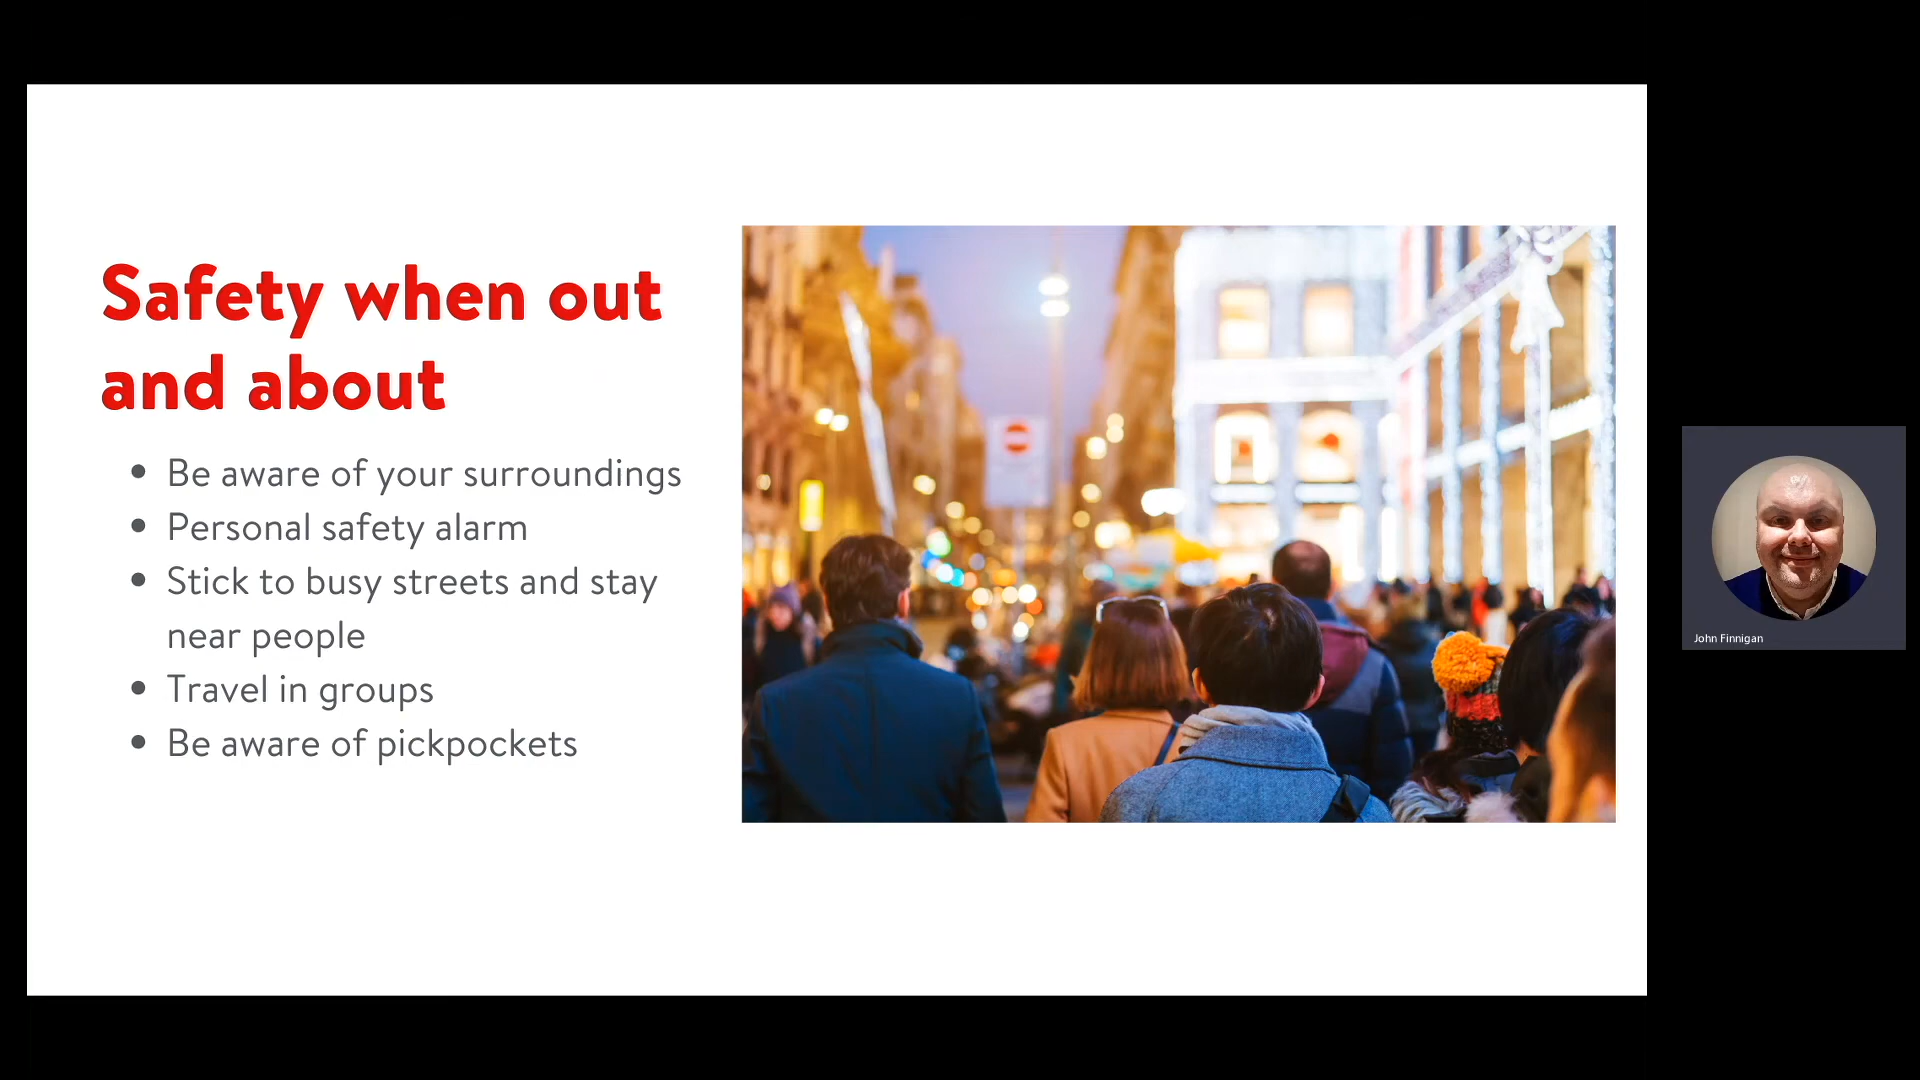 Safety when out
and about
• Be aware of your surroundings
• Personal safety alarm
• Stick to busy streets and stay
near people
• Travel in groups
• Be aware of pickpockets
John Finnigan